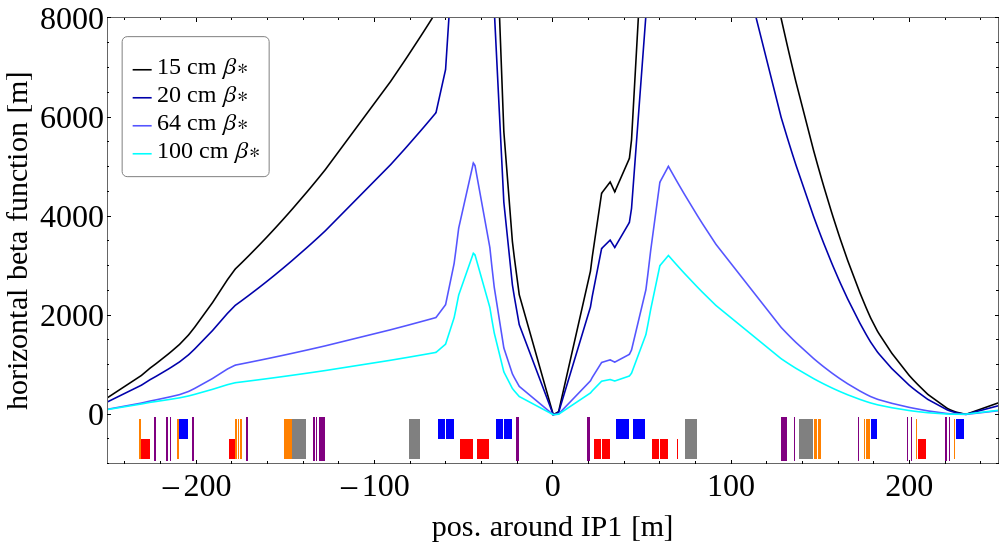 8000
6000
4000
2000
0
horizontal beta function [m]
15 cm β*
20 cm β*
64 cm β*
100 cm β*
−200
−100
0
100
200
pos. around IP1 [m]